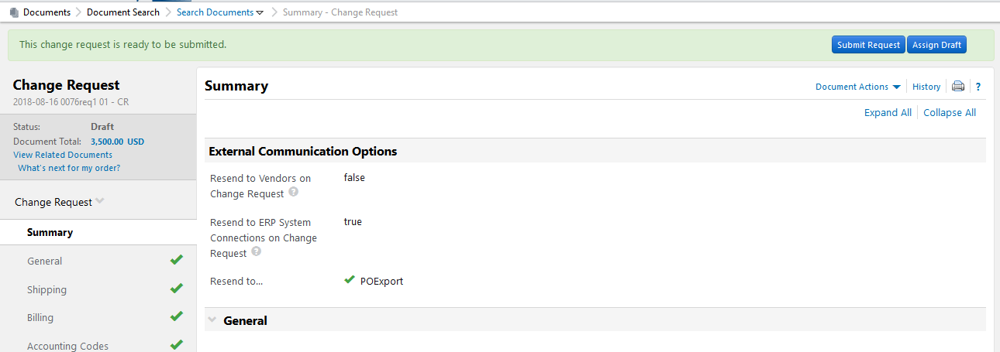 Documents Document Search Search Documents Summary - Change Request
This change request is ready to be submitted.
Submit Request Assign Draft
Change Request
2018-08-16 0076req1 01 - CR
Status: Draft
Document Total: 3,500.00 USD
View Related Documents
What's next for my order?
Change Request
Summary
General
Shipping
Billing
Accounting Codes
Summary
Document Actions History ?
Expand All Collapse All
External Communication Options
Resend to Vendors on
Change Request ?
false
Resend to ERP System
Connections on Change
Request ?
true
Resend to...
POExport
General